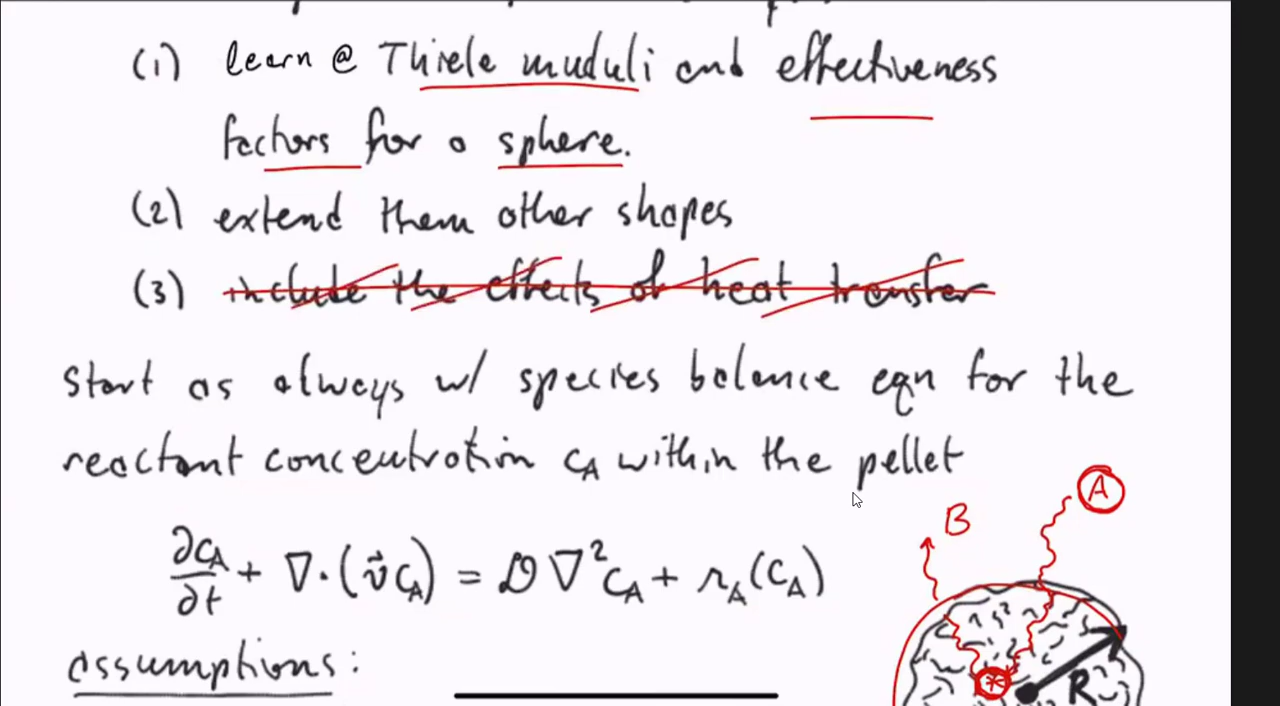 (1) learn @ Thiele muduli and effectiveness
factors for a sphere.
(2) extend them other shapes
(3) include the effects of heat transfer
start as always w/ species balance eqn for the
reactant concentration cA within the pellet
A
B
∂cA/∂t + ∇·(v⃗cA) = D∇²cA + rA(cA)
assumptions:
*
R